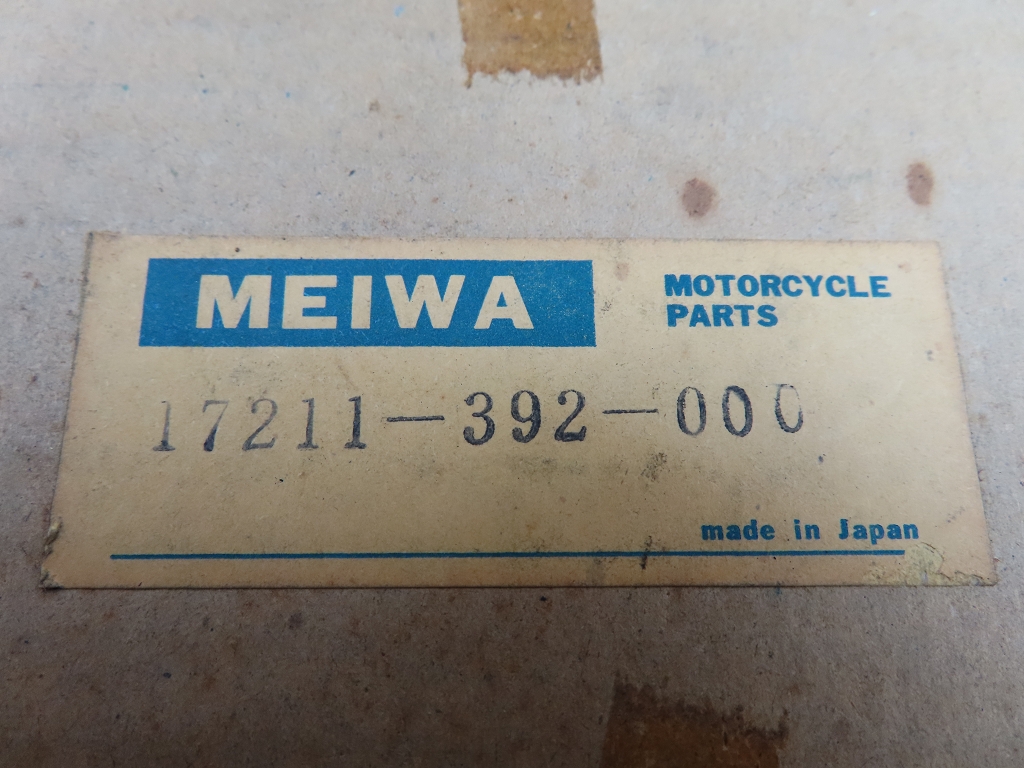 MEIWA
MOTORCYCLE
PARTS
17211-392-000
made in Japan